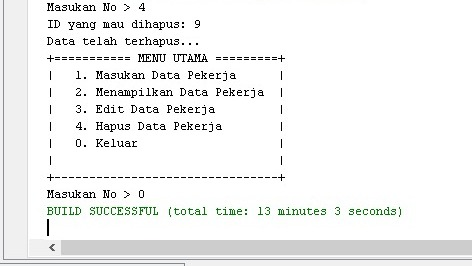 Masukan No > 4
ID yang mau dihapus: 9
Data telah terhapus...
+=========== MENU UTAMA =========+
|   1. Masukan Data Pekerja      |
|   2. Menampilkan Data Pekerja  |
|   3. Edit Data Pekerja         |
|   4. Hapus Data Pekerja        |
|   0. Keluar                    |
|                                |
+--------------------------------+
Masukan No > 0
BUILD SUCCESSFUL (total time: 13 minutes 3 seconds)